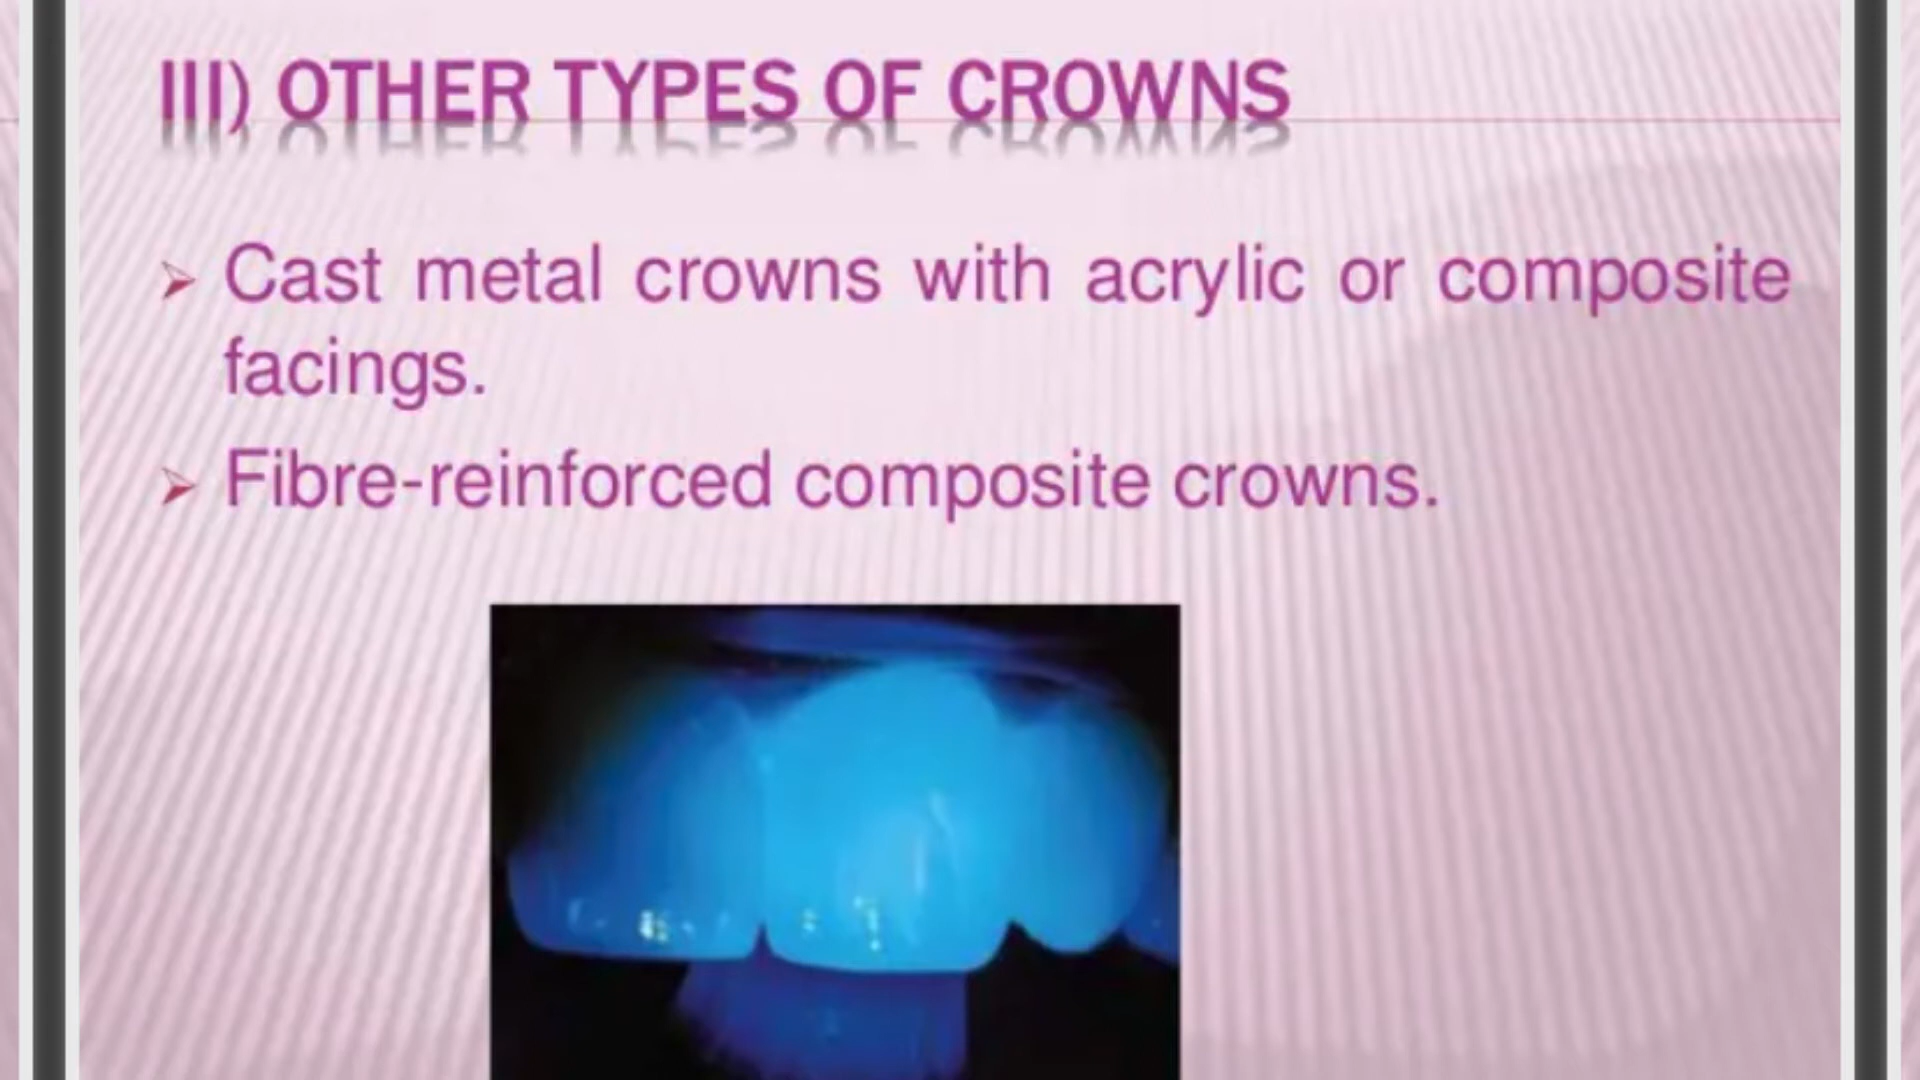 III) OTHER TYPES OF CROWNS
Cast metal crowns with acrylic or composite
facings.
Fibre-reinforced composite crowns.